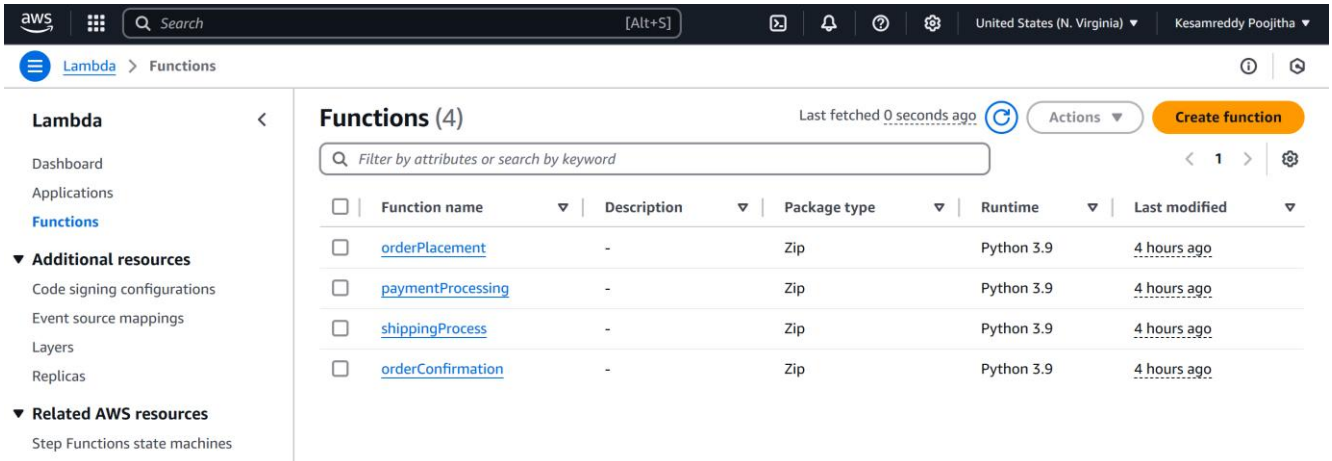 aws Search [Alt+S] United States (N. Virginia) Kesamreddy Poojitha
Lambda > Functions
Lambda
Dashboard
Applications
Functions
Additional resources
Code signing configurations
Event source mappings
Layers
Replicas
Related AWS resources
Step Functions state machines
Functions (4) Last fetched 0 seconds ago Actions Create function
Filter by attributes or search by keyword 1
Function name Description Package type Runtime Last modified
orderPlacement - Zip Python 3.9 4 hours ago
paymentProcessing - Zip Python 3.9 4 hours ago
shippingProcess - Zip Python 3.9 4 hours ago
orderConfirmation - Zip Python 3.9 4 hours ago